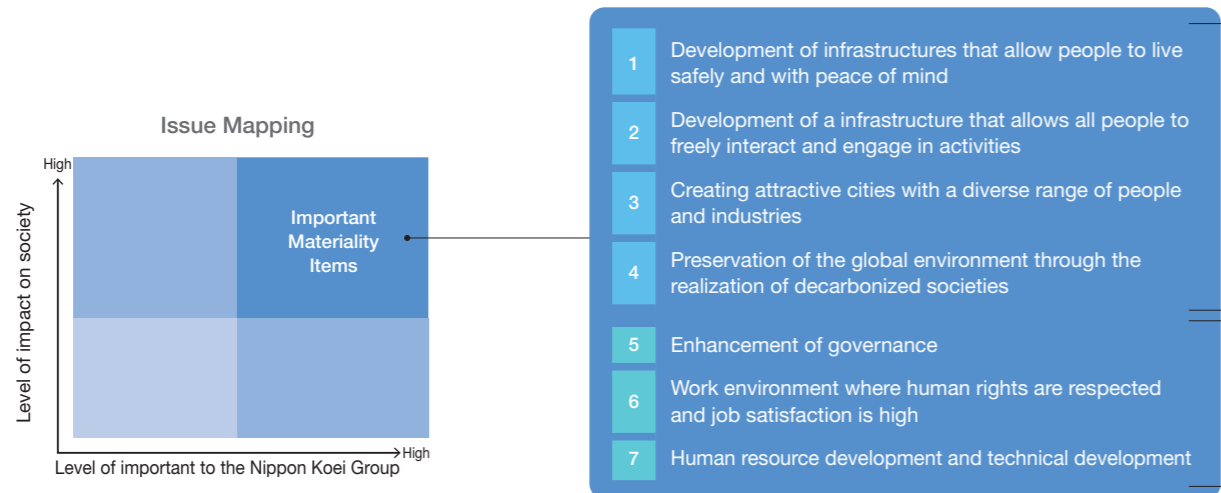 Issue Mapping
High
Level of impact on society
Important
Materiality
Items
High
Level of important to the Nippon Koei Group
1
Development of infrastructures that allow people to live
safely and with peace of mind
2
Development of a infrastructure that allows all people to
freely interact and engage in activities
3
Creating attractive cities with a diverse range of people
and industries
4
Preservation of the global environment through the
realization of decarbonized societies
5
Enhancement of governance
6
Work environment where human rights are respected
and job satisfaction is high
7
Human resource development and technical development